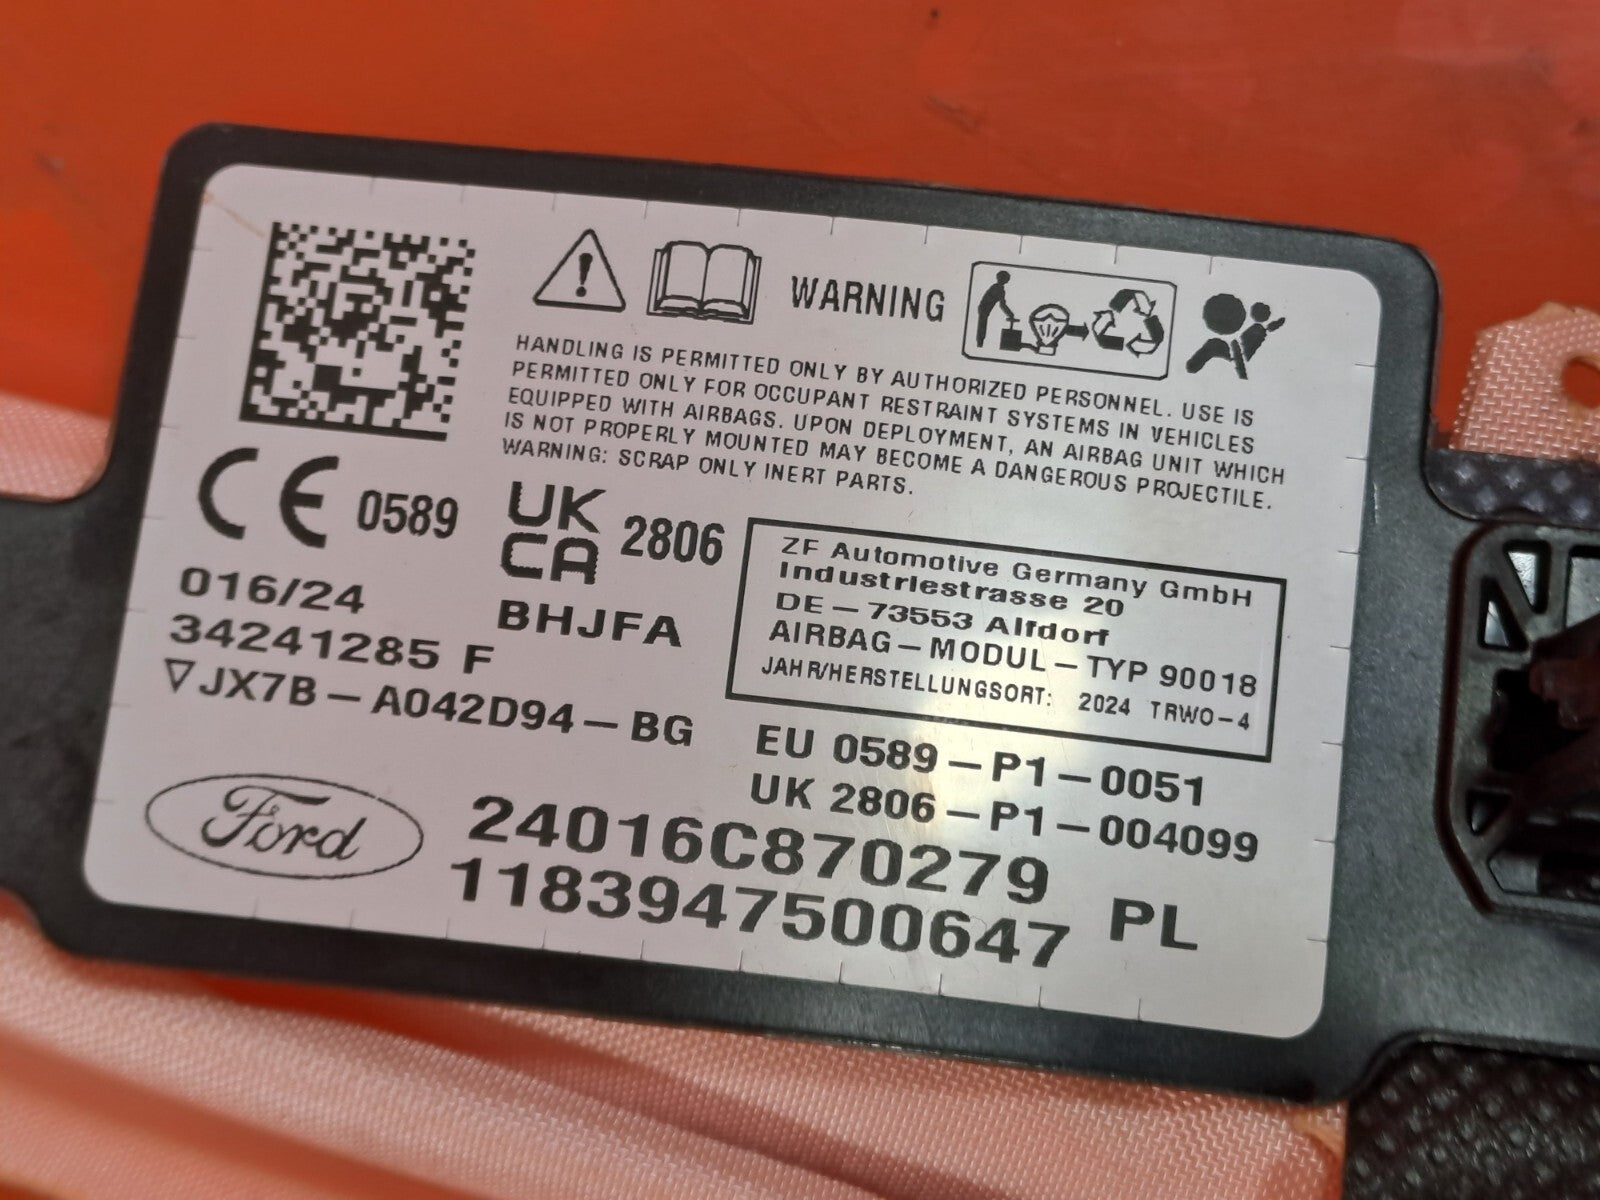 WARNING
HANDLING IS PERMITTED ONLY BY AUTHORIZED PERSONNEL. USE IS
PERMITTED ONLY FOR OCCUPANT RESTRAINT SYSTEMS IN VEHICLES
EQUIPPED WITH AIRBAGS. UPON DEPLOYMENT, AN AIRBAG UNIT WHICH
IS NOT PROPERLY MOUNTED MAY BECOME A DANGEROUS PROJECTILE.
WARNING: SCRAP ONLY INERT PARTS.
CE 0589
UK
CA 2806
016/24
BHJFA
34241285 F
▽JX7B-A042D94-BG
ZF Automotive Germany GmbH
Industriestrasse 20
DE-73553 Alfdorf
AIRBAG-MODUL-TYP 90018
JAHR/HERSTELLUNGSORT: 2024 TRWO-4
EU 0589-P1-0051
UK 2806-P1-004099
Ford
24016C870279
1183947500647 PL